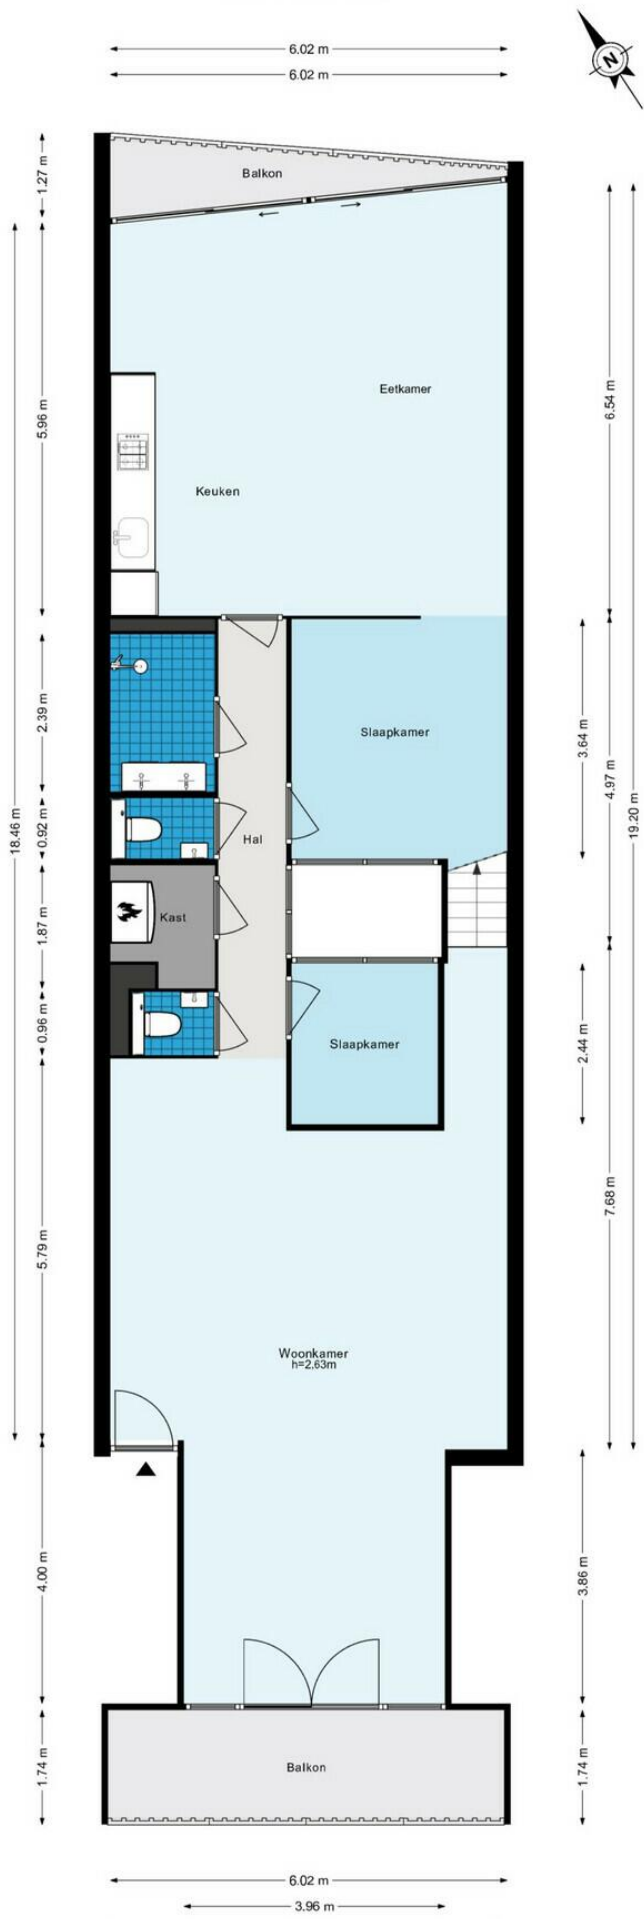 6.02 m
6.02 m
N
1.27 m
Balkon
5.96 m
Eetkamer
6.54 m
Keuken
2.39 m
Slaapkamer
3.64 m
4.97 m
19.20 m
18.46 m
0.92 m
Hal
1.87 m
Kast
0.96 m
Slaapkamer
2.44 m
7.68 m
5.79 m
Woonkamer
h=2,63m
4.00 m
3.86 m
1.74 m
Balkon
1.74 m
6.02 m
3.96 m